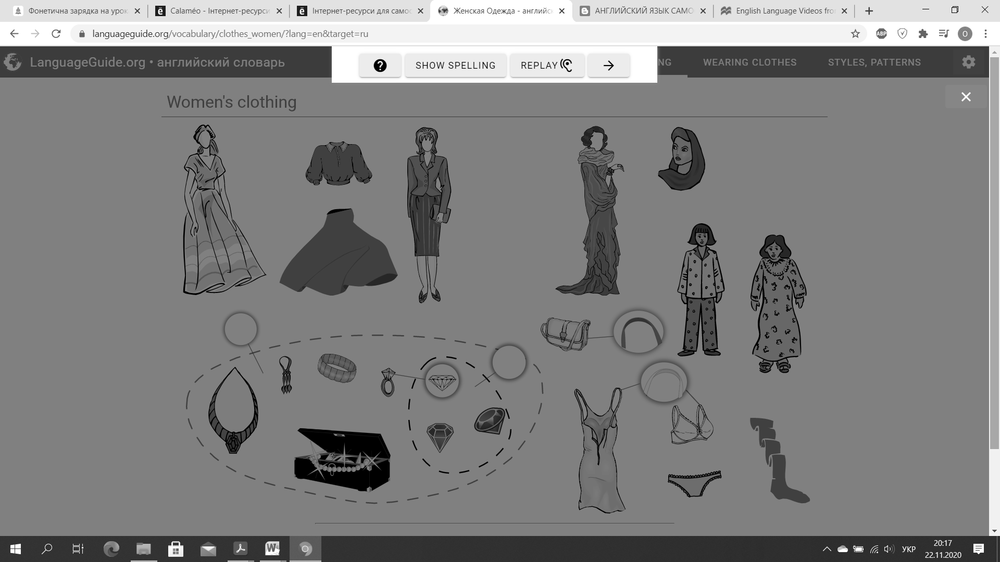 Фонетична зарядка на урок
Calaméo - Інтернет-ресурси
Інтернет-ресурси для самос
Женская Одежда - английск
АНГЛИЙСКИЙ ЯЗЫК САМО
English Language Videos fro
languageguide.org/vocabulary/clothes_women/?lang=en&target=ru
ABP
O
LanguageGuide.org • английский словарь
SHOW SPELLING
REPLAY
NG
WEARING CLOTHES
STYLES, PATTERNS
Women's clothing
УКР
20:17
22.11.2020